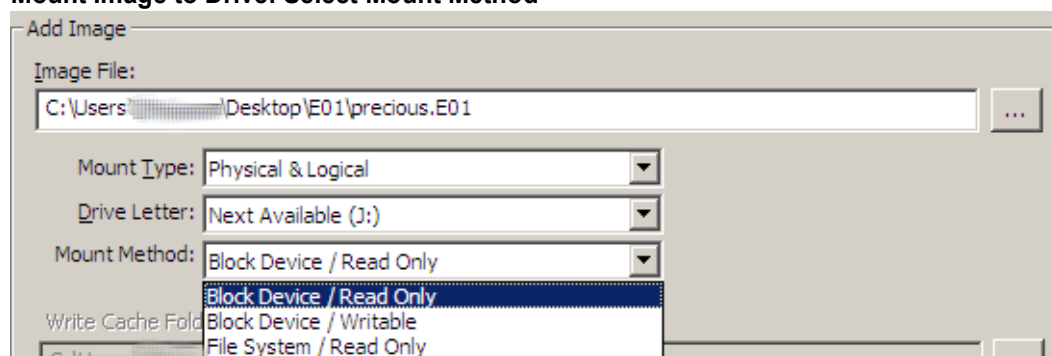 Mount Image to Drive: Select Mount Method
Add Image
Image File:
C:\Users\ \Desktop\E01\precious.E01
...
Mount Type: Physical & Logical
Drive Letter: Next Available (J:)
Mount Method: Block Device / Read Only
Block Device / Read Only
Write Cache Fold Block Device / Writable
File System / Read Only